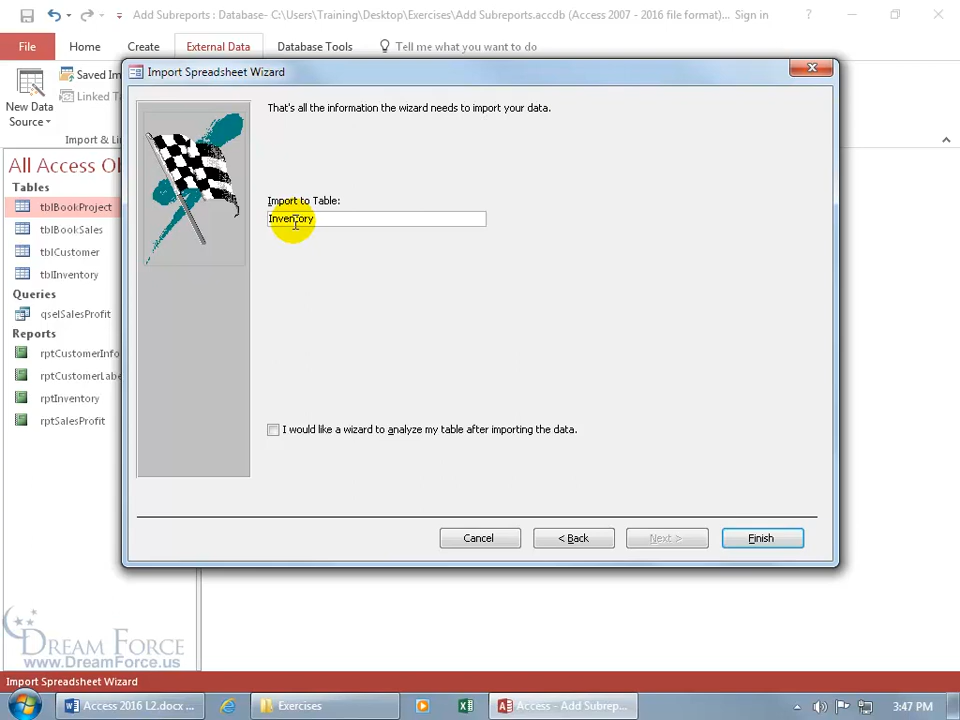 Add Subreports : Database- C:\Users\Training\Desktop\Exercises\Add Subreports.accdb (Access 2007 - 2016 file format)... Sign in
File Home Create External Data Database Tools Tell me what you want to do
New Data Source
Saved Im
Linked T
Import & Li
Import Spreadsheet Wizard
That's all the information the wizard needs to import your data.
Import to Table:
Inventory
I would like a wizard to analyze my table after importing the data.
Cancel < Back Next > Finish
All Access Ob
Tables
tblBookProject
tblBookSales
tblCustomer
tblInventory
Queries
qselSalesProfit
Reports
rptCustomerInfo
rptCustomerLabe
rptInventory
rptSalesProfit
DREAM FORCE
www.DreamForce.us
Import Spreadsheet Wizard
Access 2016 L2.docx ... Exercises Access - Add Subrep... 3:47 PM